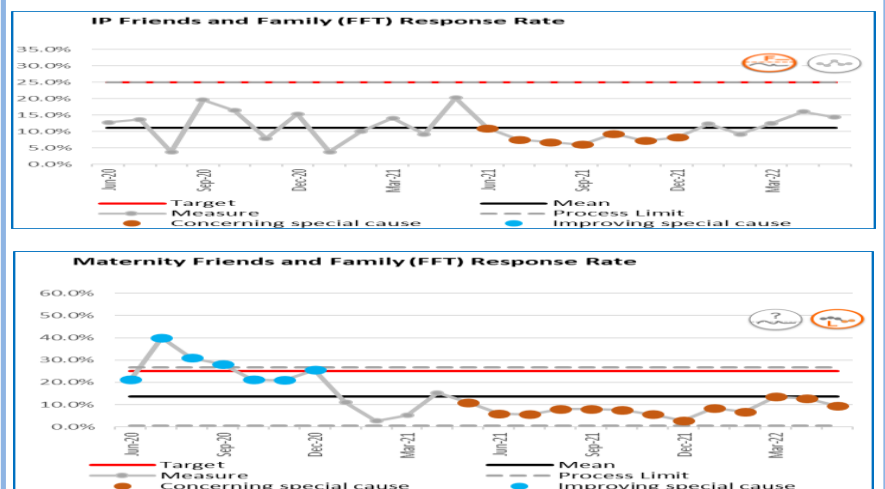 IP Friends and Family (FFT) Response Rate
35.0%
30.0%
25.0%
20.0%
15.0%
10.0%
5.0%
0.0%
F
Jun-20
Sep-20
Dec-20
Mar-21
Jun-21
Sep-21
Dec-21
Mar-22
Target
Mean
Measure
Process Limit
Concerning special cause
Improving special cause
Maternity Friends and Family (FFT) Response Rate
60.0%
50.0%
40.0%
30.0%
20.0%
10.0%
0.0%
?
L
Jun-20
Sep-20
Dec-20
Mar-21
Jun-21
Sep-21
Dec-21
Mar-22
Target
Mean
Measure
Process Limit
Concerning special cause
Improving special cause